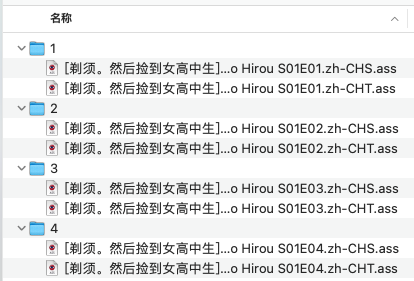 名称
1
[剃须。然后捡到女高中生]...o Hirou S01E01.zh-CHS.ass
[剃须。然后捡到女高中生]...o Hirou S01E01.zh-CHT.ass
2
[剃须。然后捡到女高中生]...o Hirou S01E02.zh-CHS.ass
[剃须。然后捡到女高中生]...o Hirou S01E02.zh-CHT.ass
3
[剃须。然后捡到女高中生]...o Hirou S01E03.zh-CHS.ass
[剃须。然后捡到女高中生]...o Hirou S01E03.zh-CHT.ass
4
[剃须。然后捡到女高中生]...o Hirou S01E04.zh-CHS.ass
[剃须。然后捡到女高中生]...o Hirou S01E04.zh-CHT.ass